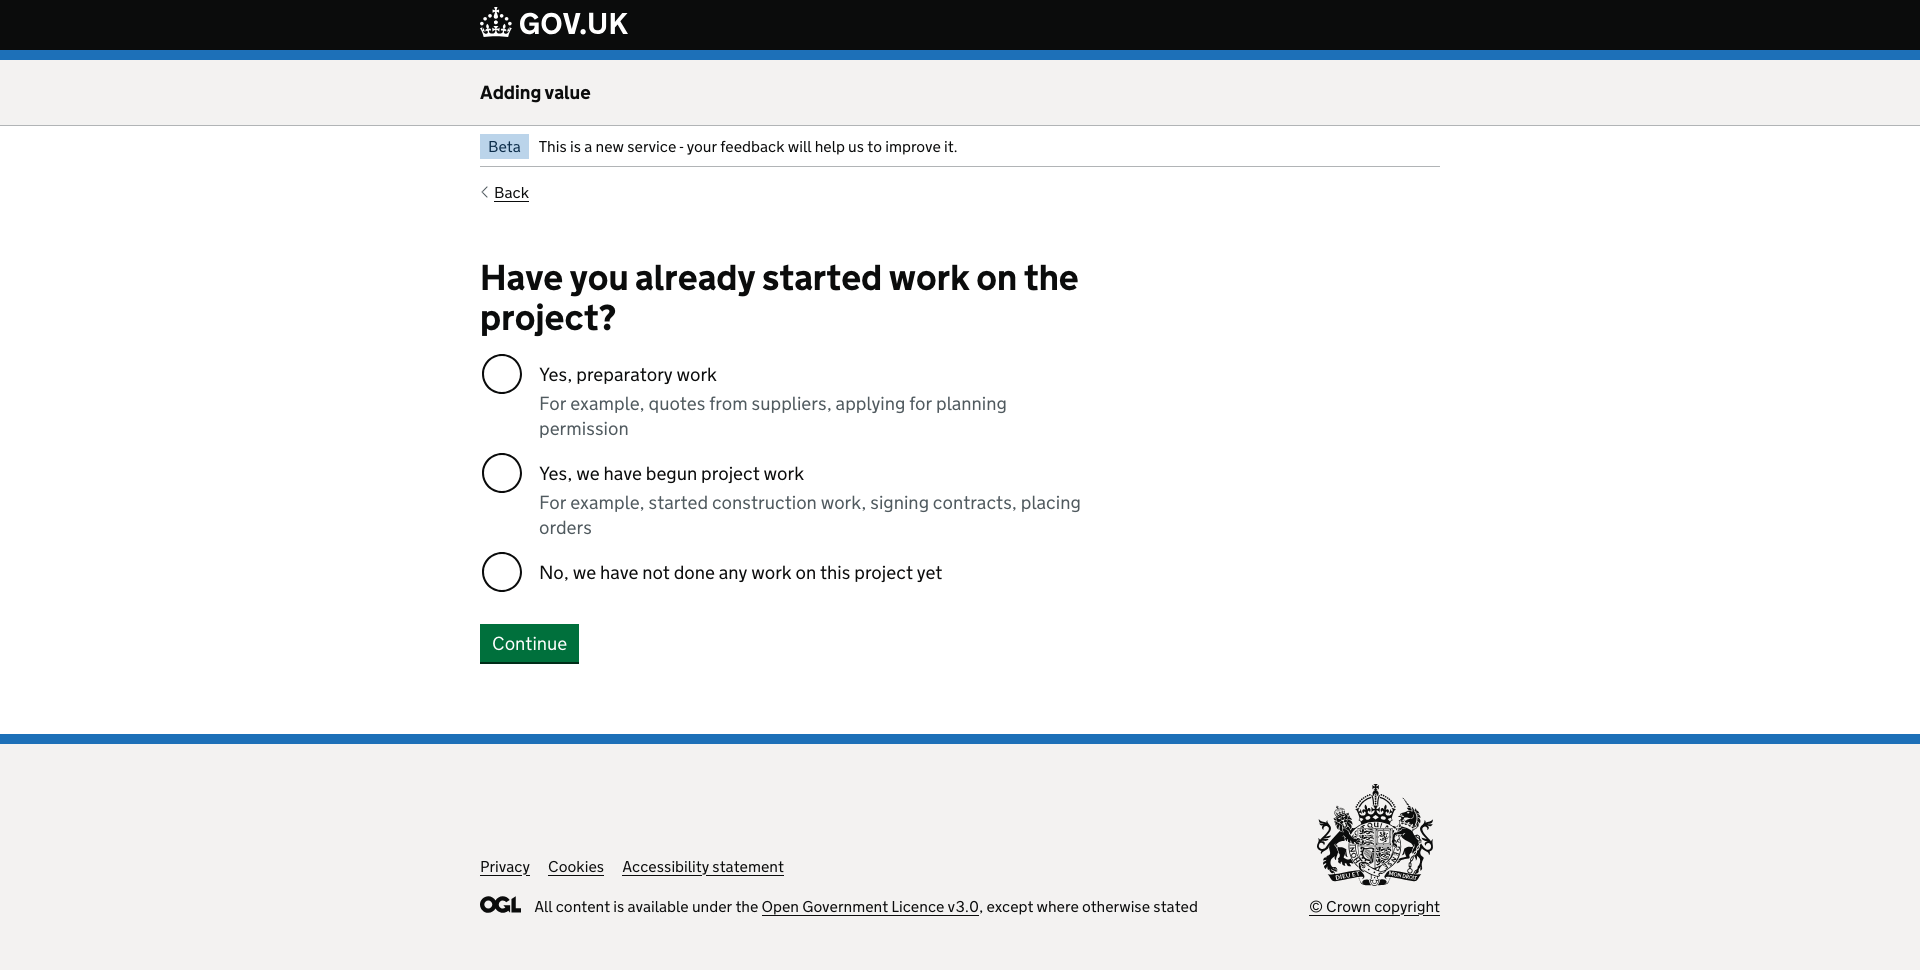 GOV.UK
Adding value
Beta This is a new service - your feedback will help us to improve it.
Back
Have you already started work on the
project?
Yes, preparatory work
For example, quotes from suppliers, applying for planning
permission
Yes, we have begun project work
For example, started construction work, signing contracts, placing
orders
No, we have not done any work on this project yet
Continue
Privacy Cookies Accessibility statement
OGL All content is available under the Open Government Licence v3.0, except where otherwise stated
© Crown copyright